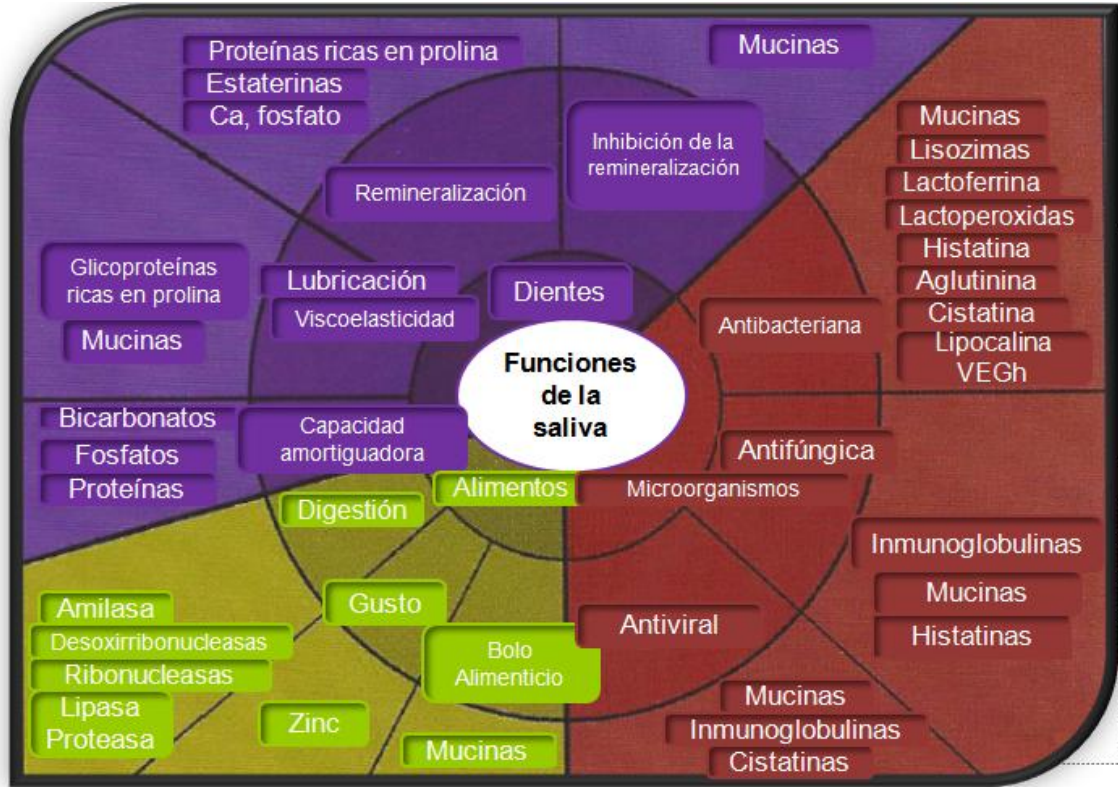 Proteínas ricas en prolina
Estaterinas
Ca, fosfato
Mucinas
Inhibición de la
remineralización
Remineralización
Mucinas
Lisozimas
Lactoferrina
Lactoperoxidas
Histatina
Aglutinina
Cistatina
Lipocalina
VEGh
Glicoproteínas
ricas en prolina
Mucinas
Lubricación
Viscoelasticidad
Dientes
Antibacteriana
Funciones
de la
saliva
Bicarbonatos
Fosfatos
Proteínas
Capacidad
amortiguadora
Antifúngica
Alimentos
Microorganismos
Digestión
Inmunoglobulinas
Mucinas
Histatinas
Gusto
Bolo
Alimenticio
Antiviral
Amilasa
Desoxirribonucleasas
Ribonucleasas
Lipasa
Proteasa
Zinc
Mucinas
Mucinas
Inmunoglobulinas
Cistatinas